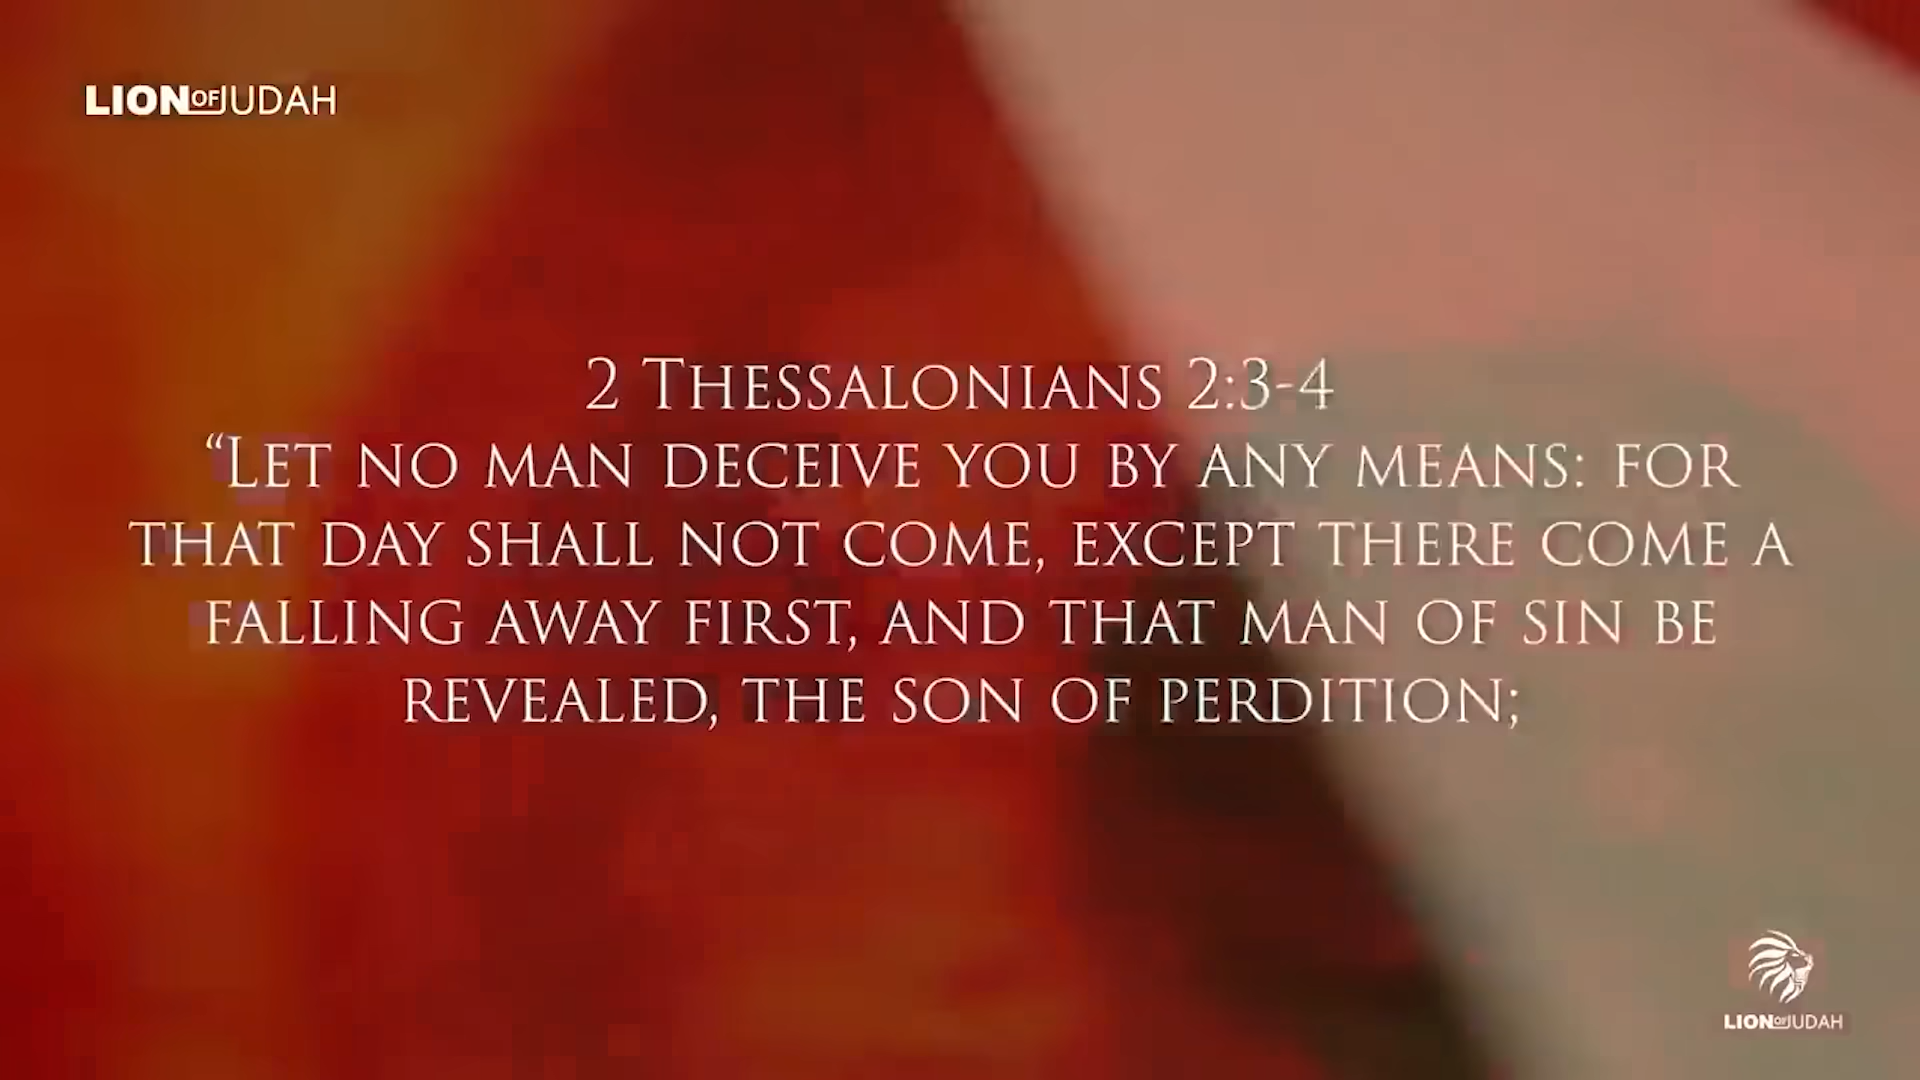 LION OF JUDAH
2 THESSALONIANS 2:3-4
“LET NO MAN DECEIVE YOU BY ANY MEANS: FOR
THAT DAY SHALL NOT COME, EXCEPT THERE COME A
FALLING AWAY FIRST, AND THAT MAN OF SIN BE
REVEALED, THE SON OF PERDITION;
LION OF JUDAH